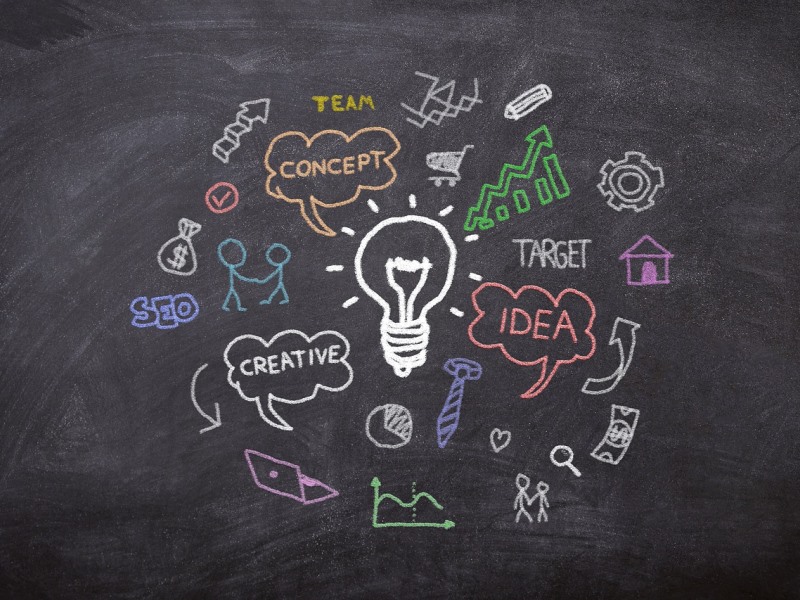 TEAM
CONCEPT
TARGET
SEO
IDEA
CREATIVE
$
$